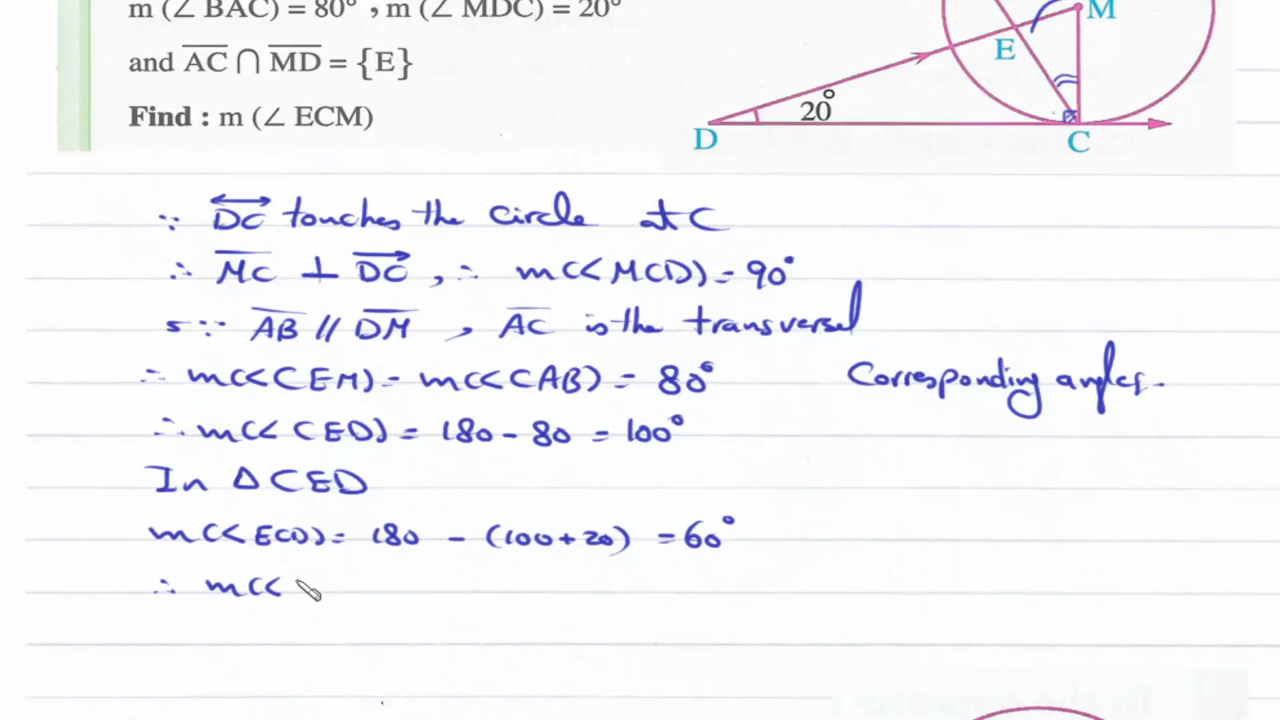 m (∠ BAC) = 80° , m (∠ MDC) = 20°
and AC ∩ MD = {E}
Find : m (∠ ECM)
M
E
20°
D
C
∵ DC touches the circle at C
∴ MC ⊥ DC , ∴ m(<MCD) = 90°
, ∵ AB // DM , AC is the transversal
∴ m(<CEM) = m(<CAB) = 80° Corresponding angles.
∴ m(<CED) = 180 - 80 = 100°
In Δ CED
m(<ECD) = 180 - (100+20) = 60°
∴ m(<